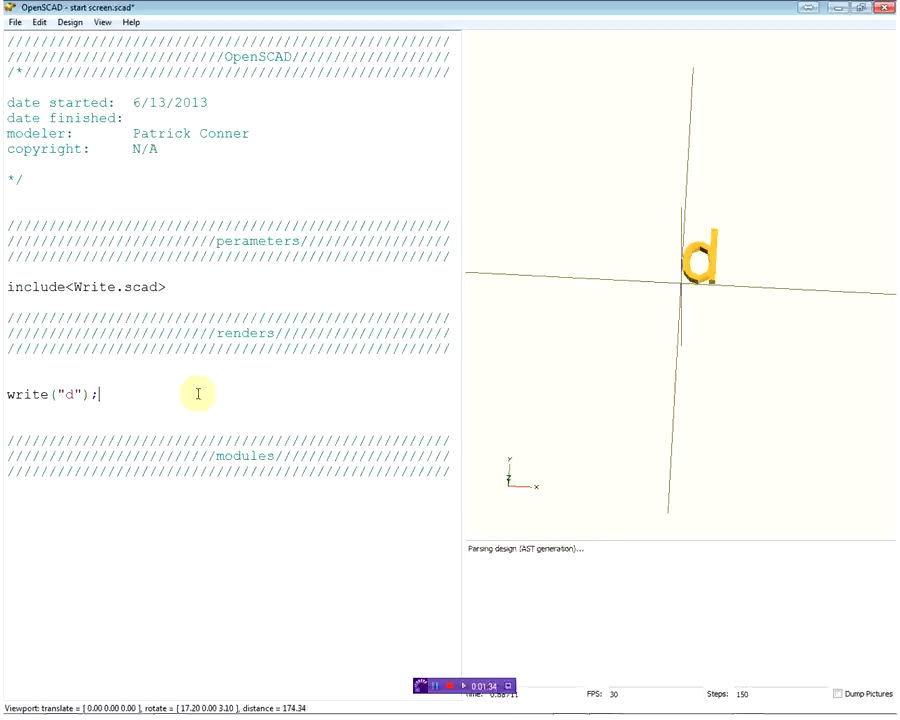 OpenSCAD - start screen.scad*
File Edit Design View Help
//////////////////////////////////////////////////////
//////////////////////////OpenSCAD////////////////////
/*////////////////////////////////////////////////////
date started: 6/13/2013
date finished:
modeler: Patrick Conner
copyright: N/A
*/
//////////////////////////////////////////////////////
/////////////////////////perameters///////////////////
//////////////////////////////////////////////////////
include<Write.scad>
//////////////////////////////////////////////////////
/////////////////////////renders//////////////////////
//////////////////////////////////////////////////////
write("d");
//////////////////////////////////////////////////////
/////////////////////////modules//////////////////////
//////////////////////////////////////////////////////
d
Y
Z
X
Parsing design (AST generation)...
0:01:34
FPS: 30 Steps: 150 Dump Pictures
Viewport: translate = [ 0.00 0.00 0.00 ], rotate = [ 17.20 0.00 3.10 ], distance = 174.34